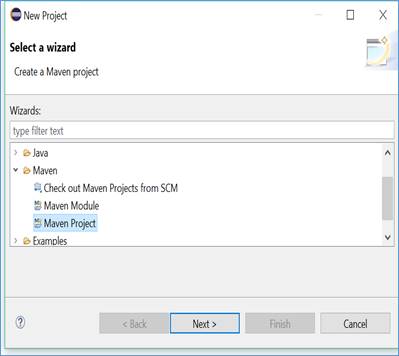 New Project
Select a wizard
Create a Maven project
Wizards:
type filter text
Java
Maven
Check out Maven Projects from SCM
Maven Module
Maven Project
Examples
?
< Back
Next >
Finish
Cancel